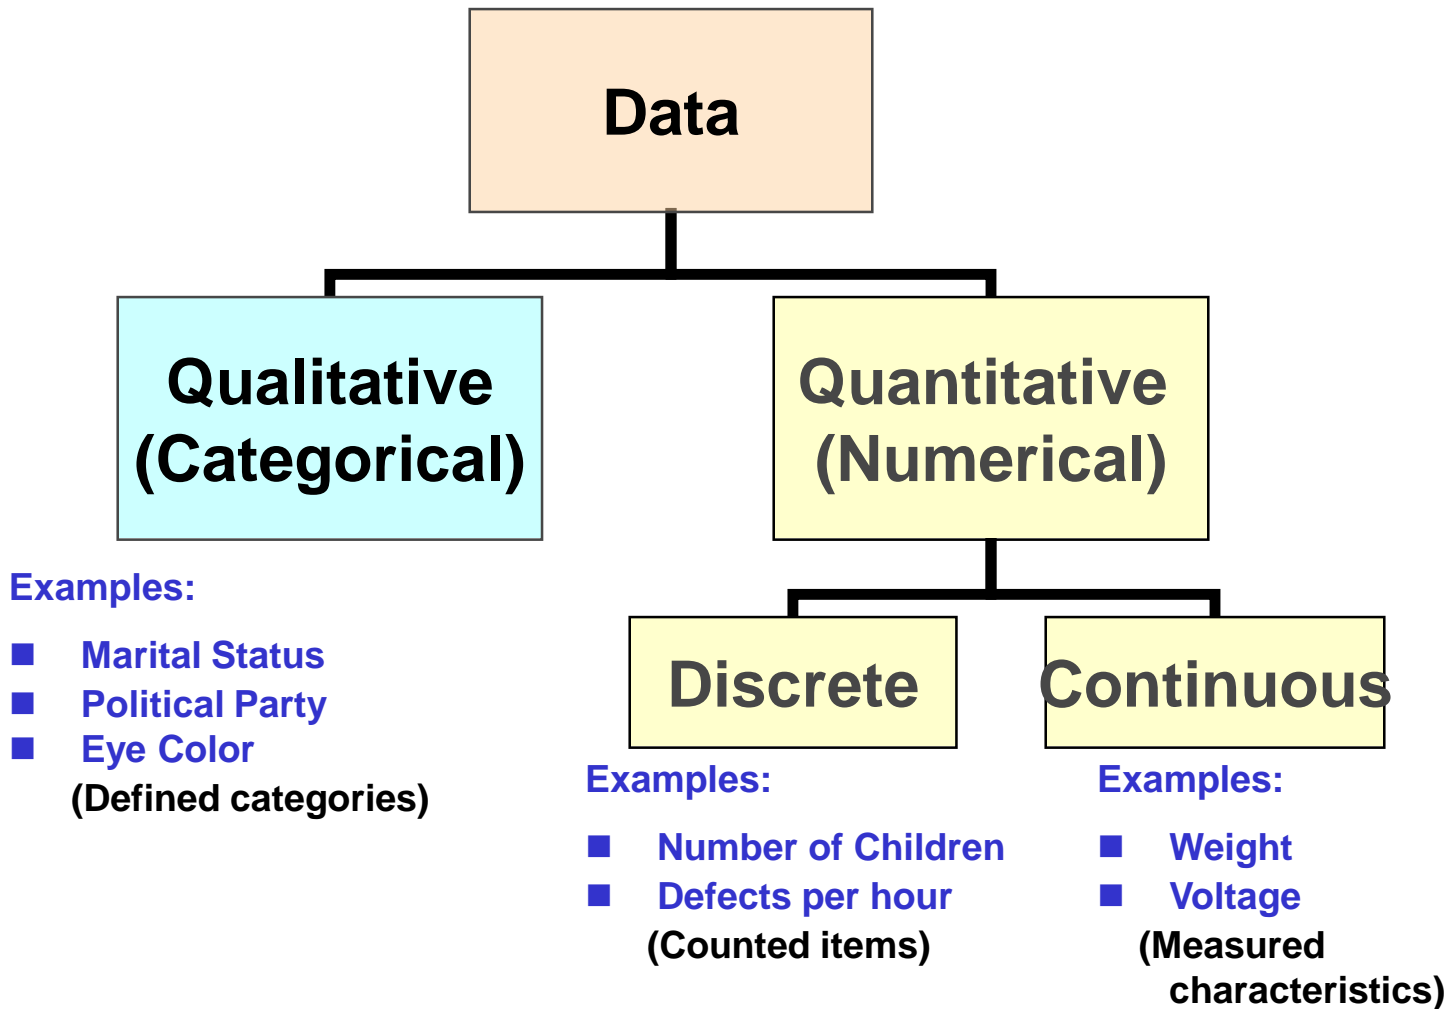 Data
Qualitative
(Categorical)
Quantitative
(Numerical)
Examples:
Marital Status
Political Party
Eye Color
(Defined categories)
Discrete
Continuous
Examples:
Number of Children
Defects per hour
(Counted items)
Examples:
Weight
Voltage
(Measured
characteristics)